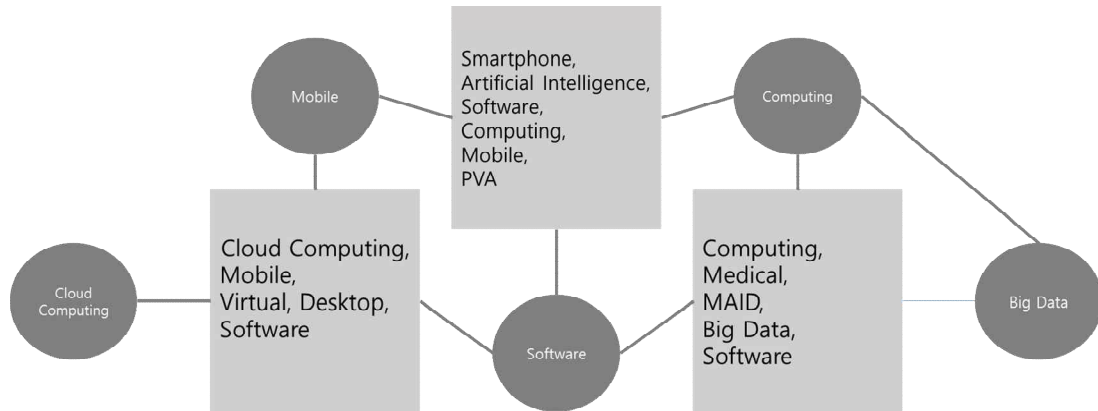 Mobile
Smartphone,
Artificial Intelligence,
Software,
Computing,
Mobile,
PVA
Computing
Cloud
Computing
Cloud Computing,
Mobile,
Virtual, Desktop,
Software
Software
Computing,
Medical,
MAID,
Big Data,
Software
Big Data